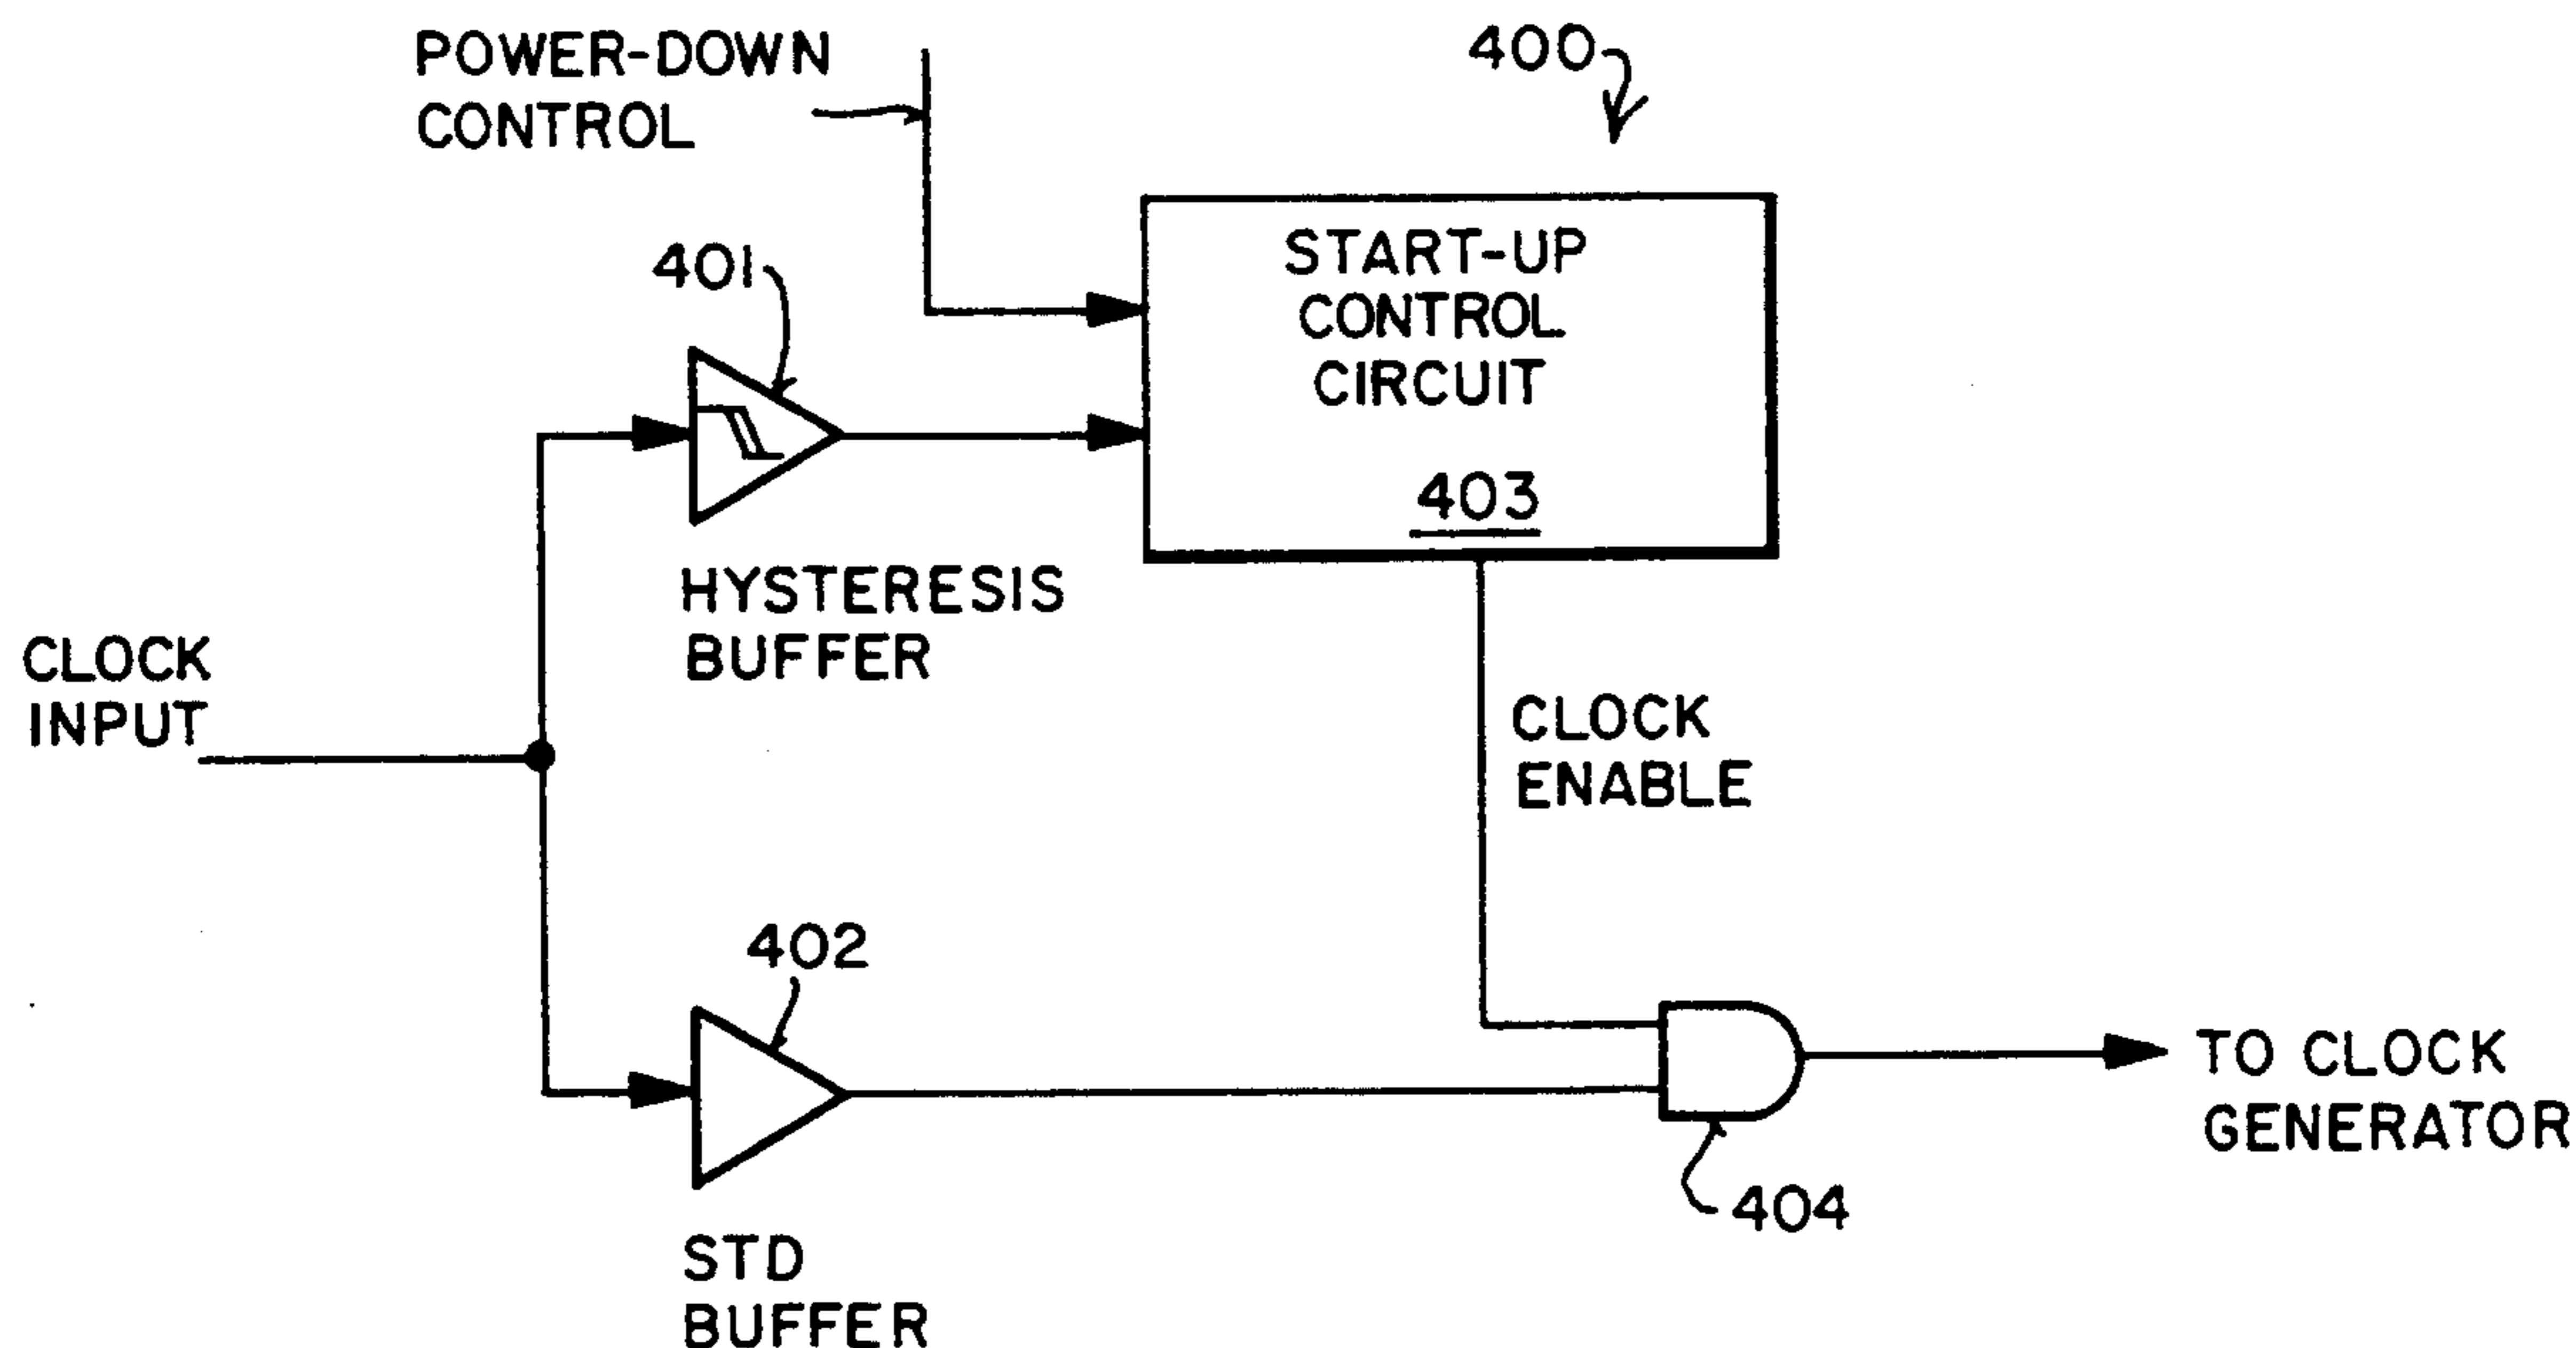 POWER-DOWN
CONTROL
400
401
START-UP
CONTROL
CIRCUIT
403
HYSTERESIS
BUFFER
CLOCK
INPUT
CLOCK
ENABLE
402
TO CLOCK
GENERATOR
404
STD
BUFFER